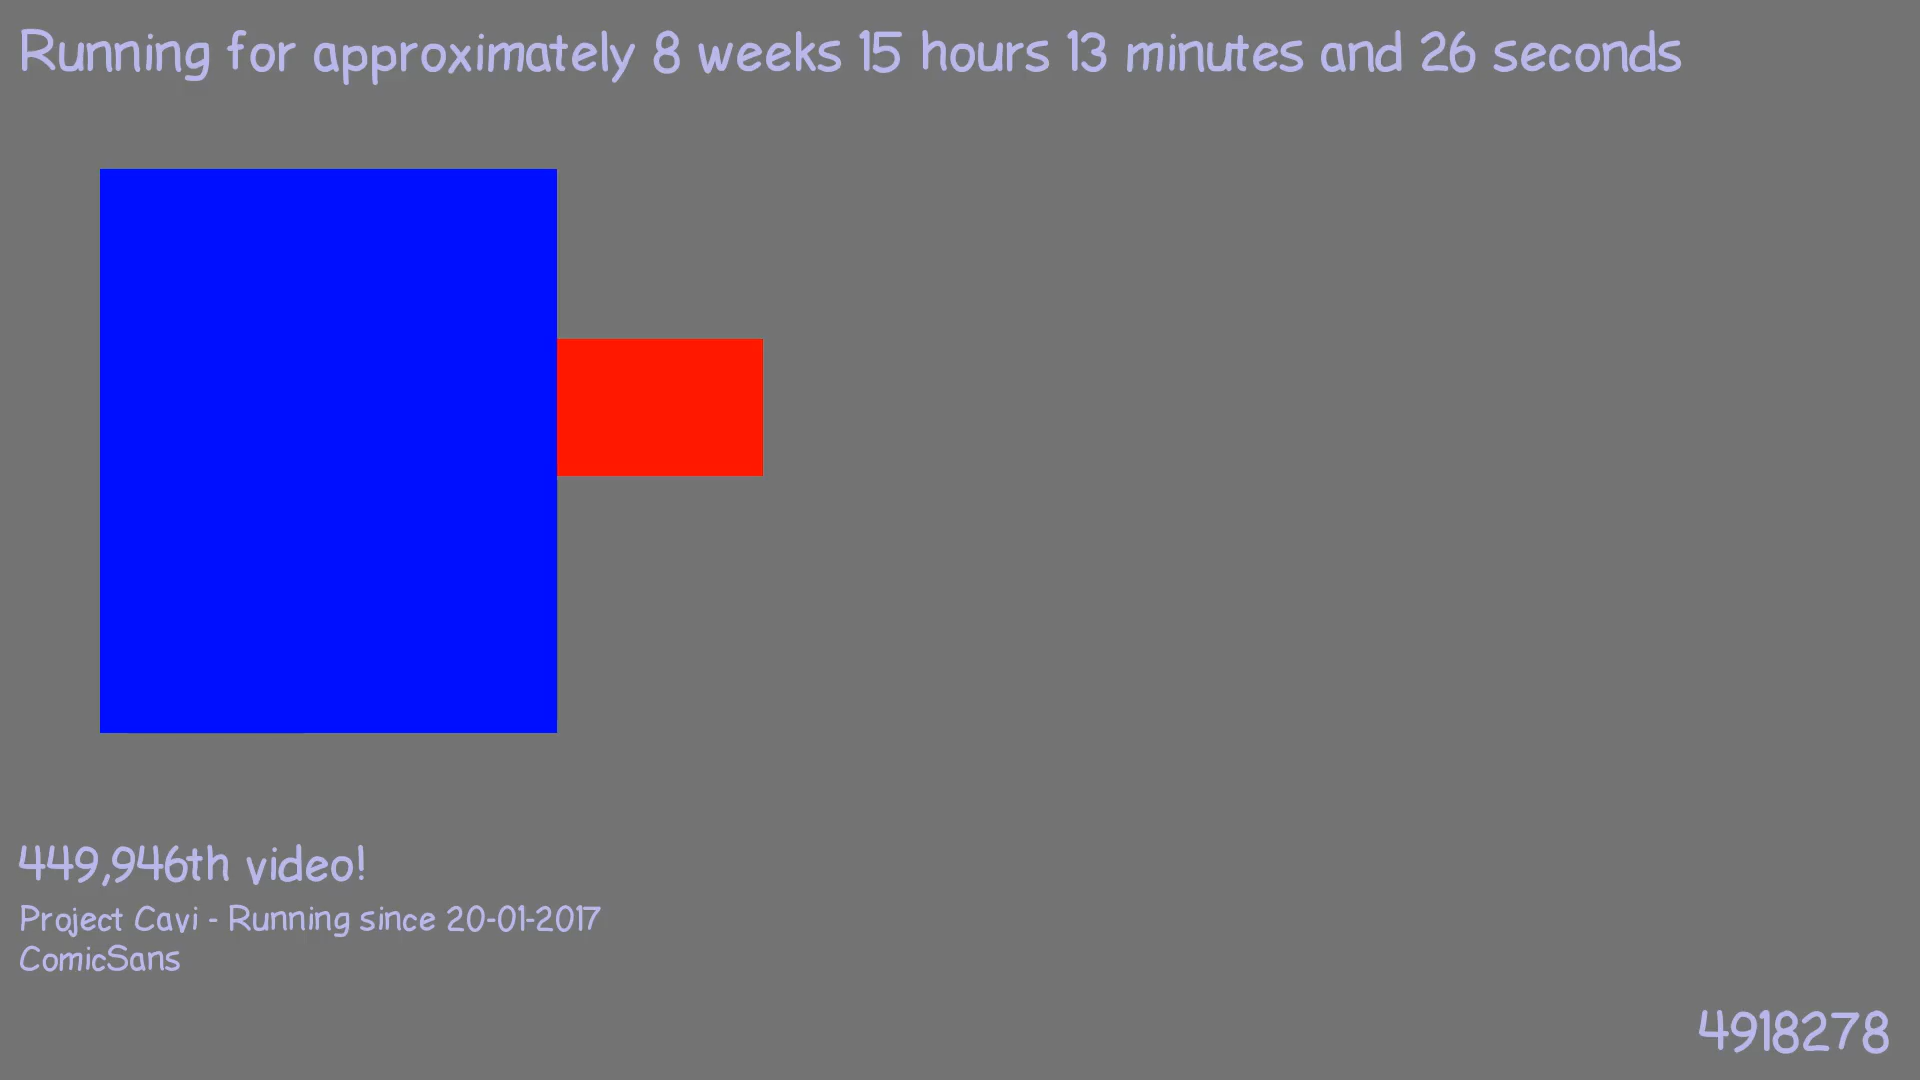 Running for approximately 8 weeks 15 hours 13 minutes and 26 seconds
449,946th video!
Project Cavi - Running since 20-01-2017
ComicSans
4918278